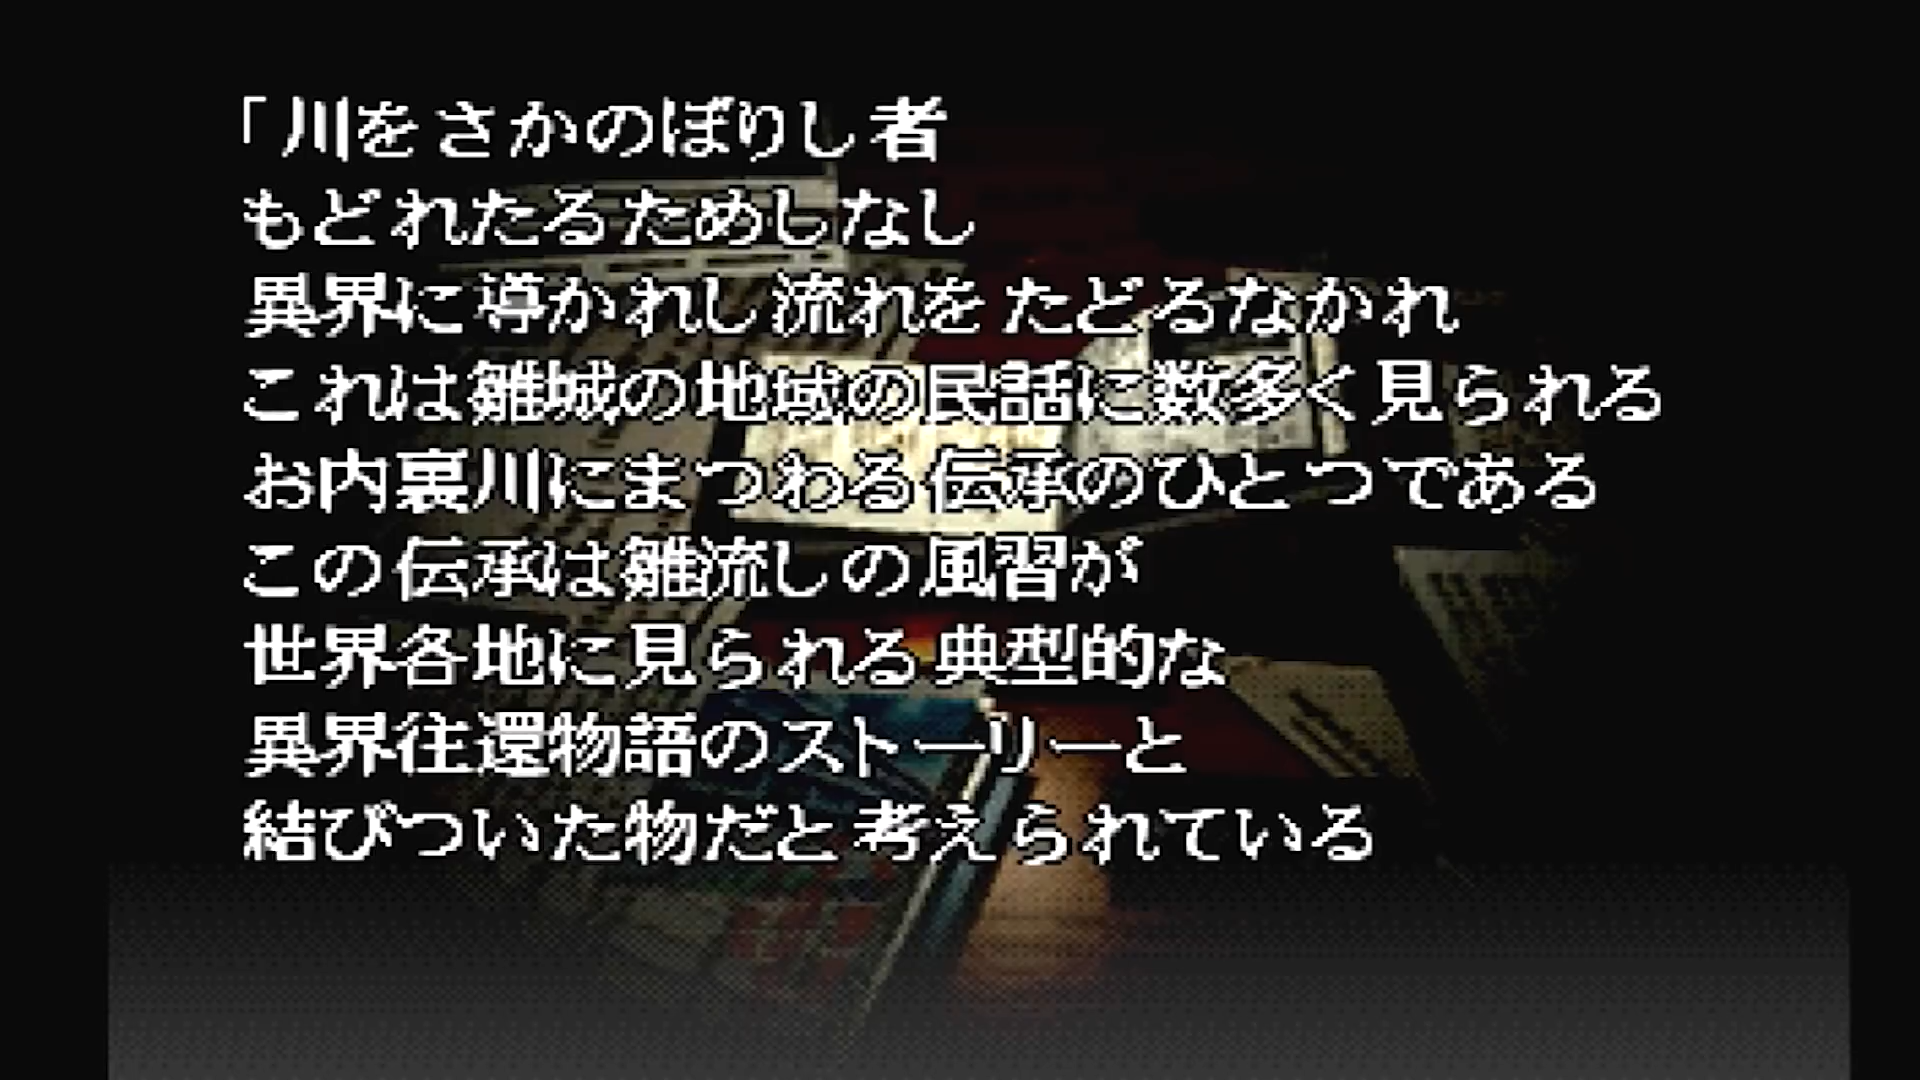 「川をさかのぼりし者
もどれたるためしなし
異界に導かれし流れをたどるなかれ
これは雛城の地域の民話に数多く見られる
お内裏川にまつわる伝承のひとつである
この伝承は雛流しの風習が
世界各地に見られる典型的な
異界往還物語のストーリーと
結びついた物だと考えられている